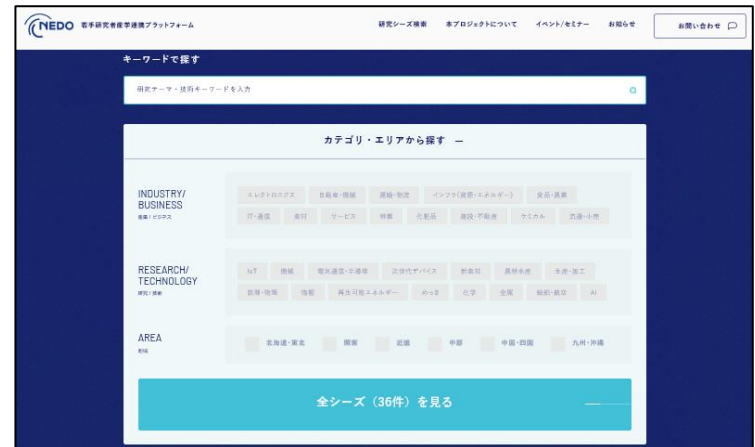 NEDO 若手研究者産学連携プラットフォーム 研究シーズ検索 本プロジェクトについて イベント/セミナー お知らせ お問い合わせ
キーワードで探す
研究テーマ・技術キーワードを入力
カテゴリ・エリアから探す
INDUSTRY/
BUSINESS
産業/ビジネス
エレクトロニクス 自動車・機械 運輸・物流 インフラ(資源・エネルギー) 食品・農業
IT・通信 素材 サービス 医療 化粧品 建設・不動産 ケミカル 流通・小売
RESEARCH/
TECHNOLOGY
研究/技術
IoT 機械 電気通信・半導体 次世代デバイス 新素材 農林水産 生産・加工
医療・地球 情報 再生可能エネルギー めっき 化学 金属 船舶・航空 AI
AREA
地域
北海道・東北 関東 近畿 中部 中国・四国 九州・沖縄
全シーズ（36件）を見る